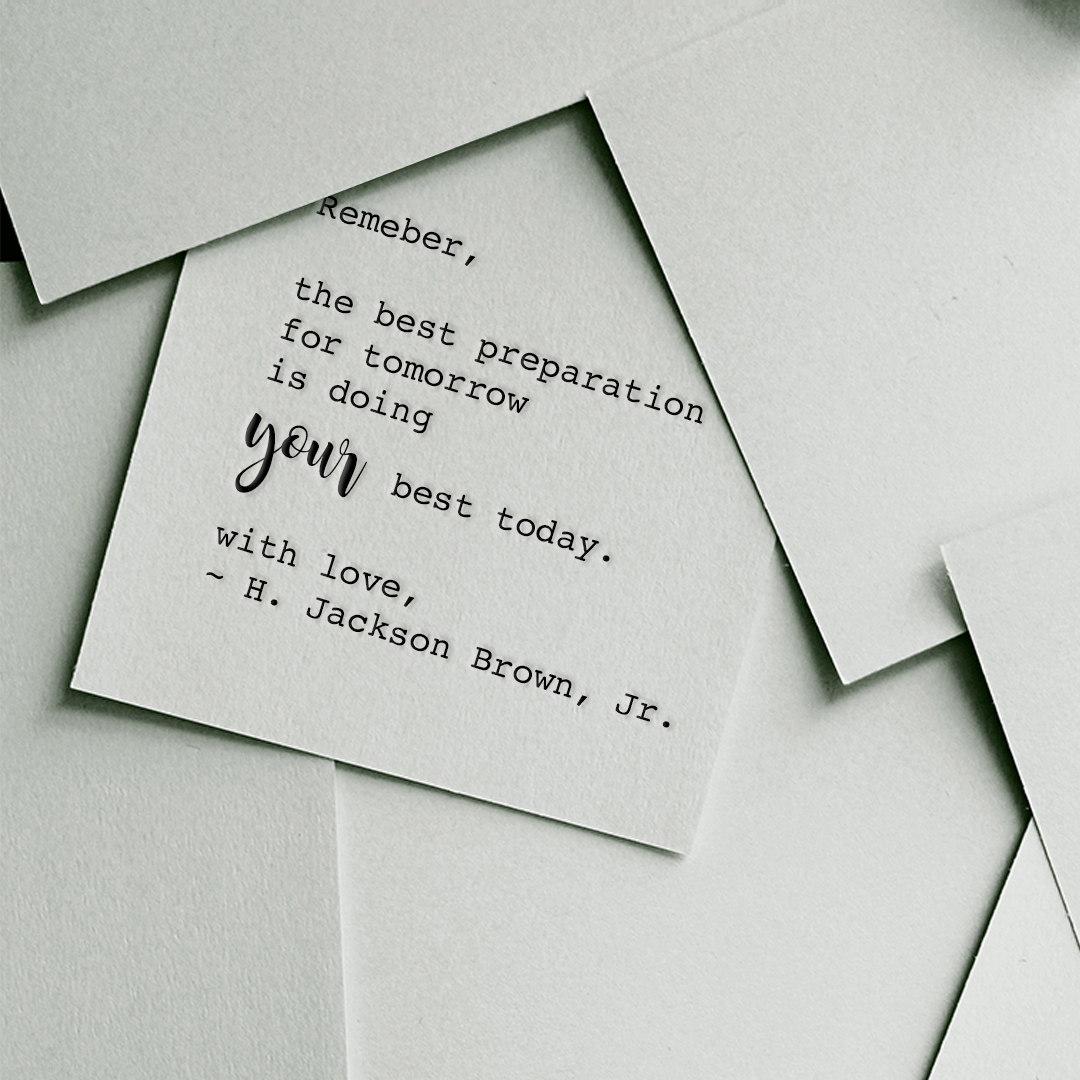 Remeber,
the best preparation
for tomorrow
is doing
your best today.
with love,
~ H. Jackson Brown, Jr.